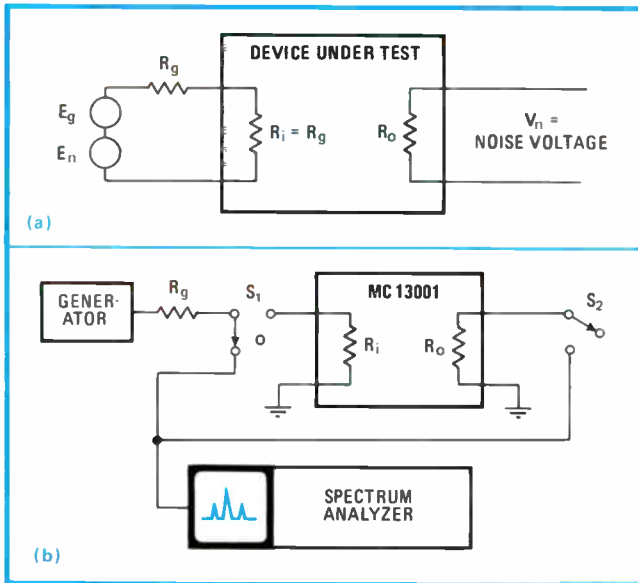 DEVICE UNDER TEST
Rg
Eg
En
Ri = Rg
Ro
Vn =
NOISE VOLTAGE
(a)
GENER-
ATOR
Rg
S1
O
MC 13001
Ri
Ro
S2
SPECTRUM
ANALYZER
(b)